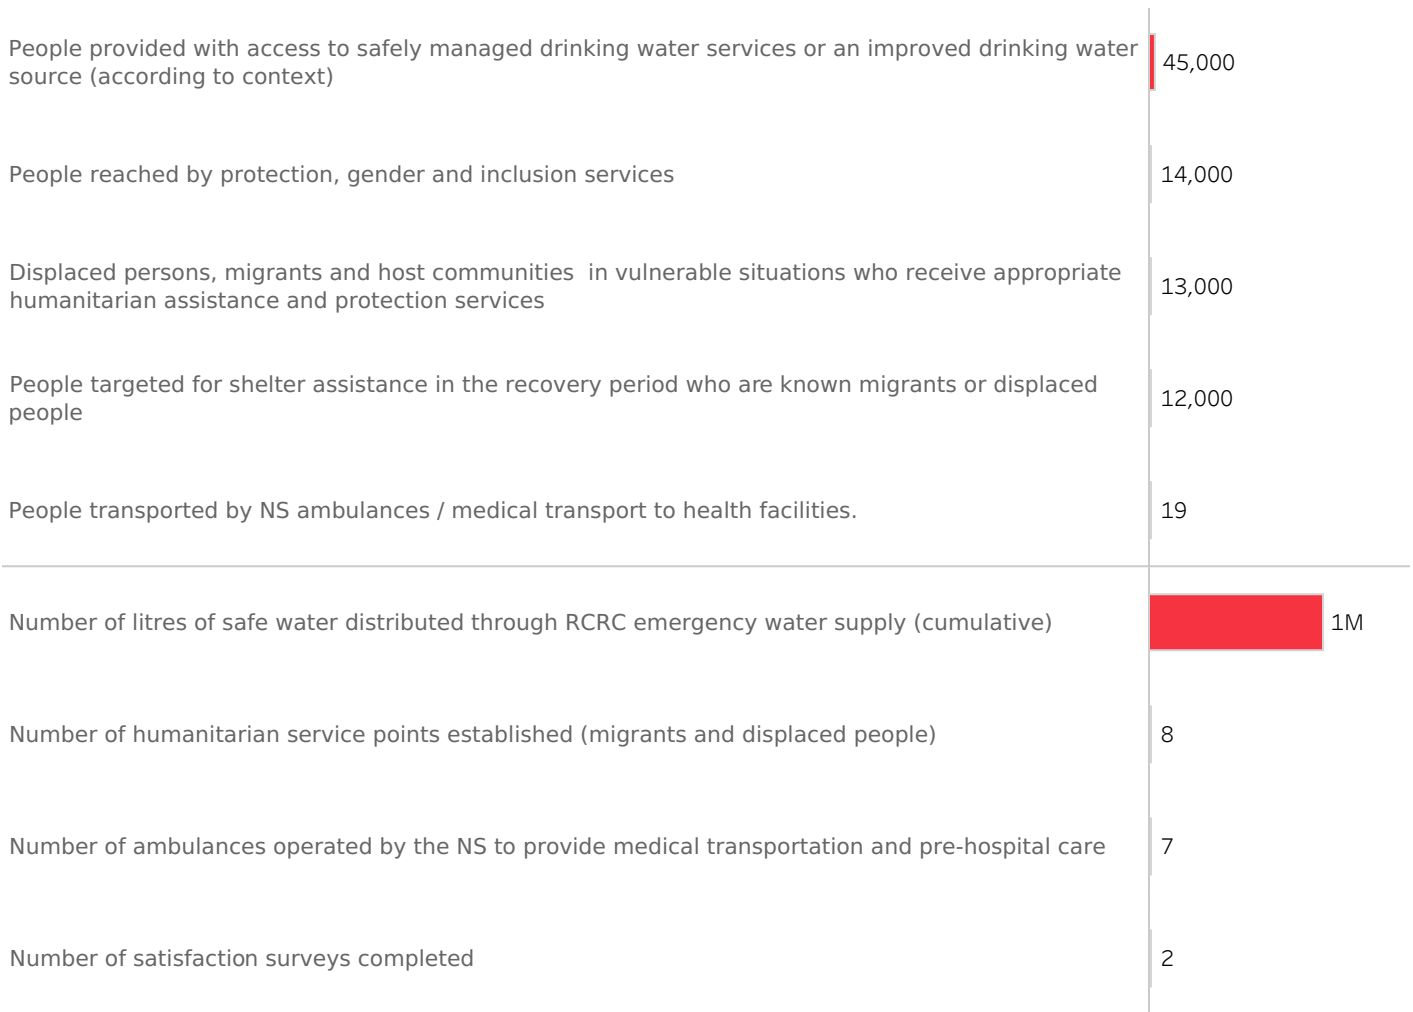 People provided with access to safely managed drinking water services or an improved drinking water
source (according to context)
45,000
People reached by protection, gender and inclusion services
14,000
Displaced persons, migrants and host communities  in vulnerable situations who receive appropriate
humanitarian assistance and protection services
13,000
People targeted for shelter assistance in the recovery period who are known migrants or displaced
people
12,000
People transported by NS ambulances / medical transport to health facilities.
19
Number of litres of safe water distributed through RCRC emergency water supply (cumulative)
1M
Number of humanitarian service points established (migrants and displaced people)
8
Number of ambulances operated by the NS to provide medical transportation and pre-hospital care
7
Number of satisfaction surveys completed
2